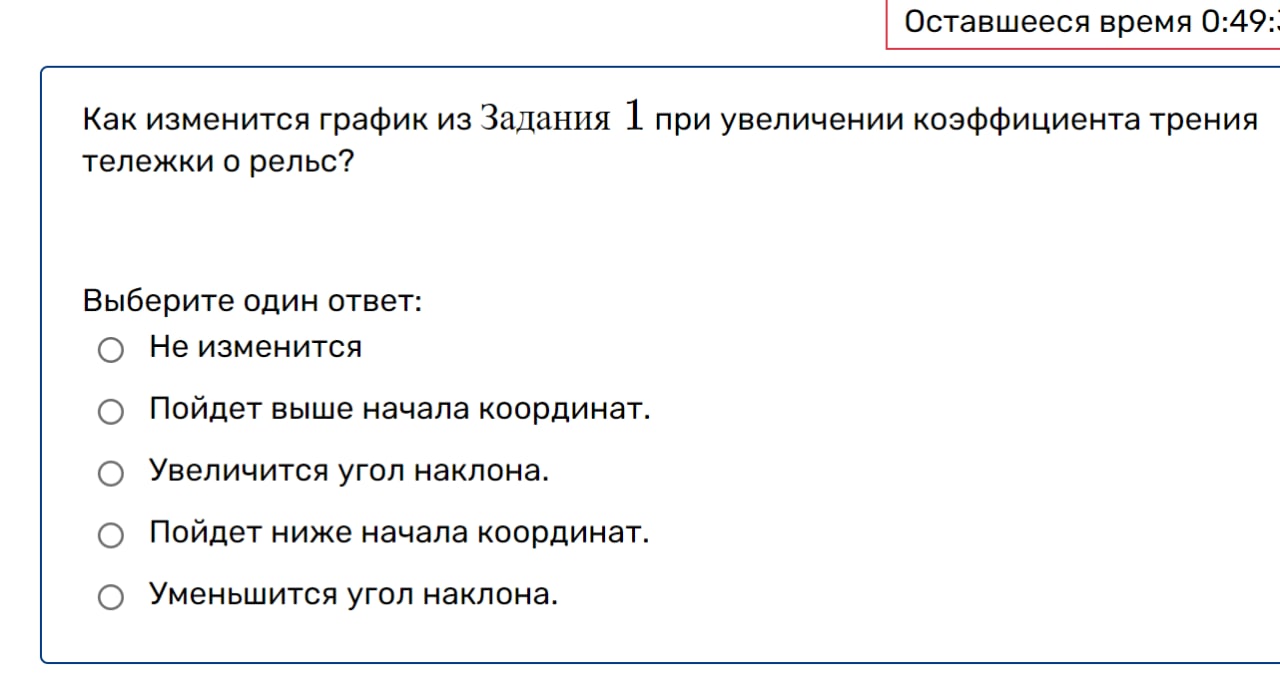 Оставшееся время 0:49:
Как изменится график из Задания 1 при увеличении коэффициента трения
тележки о рельс?
Выберите один ответ:
Не изменится
Пойдет выше начала координат.
Увеличится угол наклона.
Пойдет ниже начала координат.
Уменьшится угол наклона.